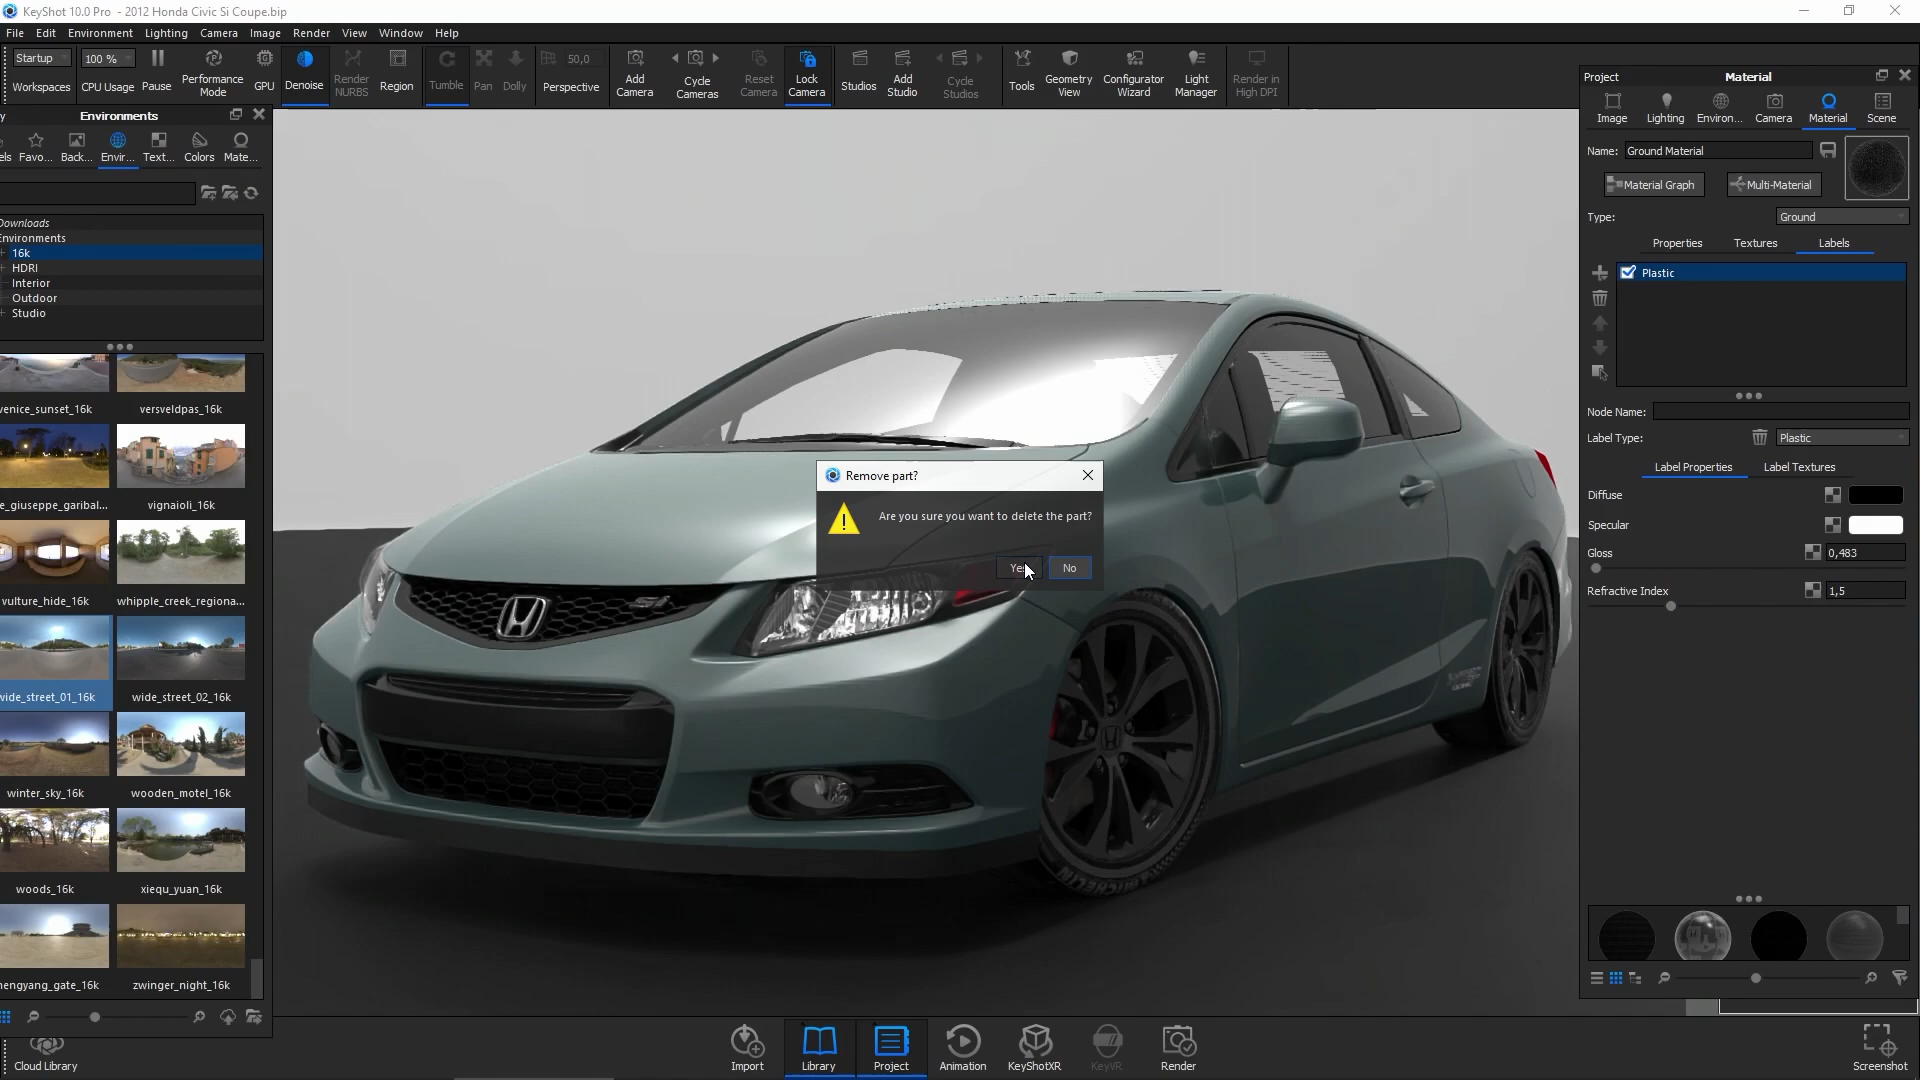 KeyShot 10.0 Pro - 2012 Honda Civic Si Coupe.bip
File Edit Environment Lighting Camera Image Render View Window Help
Startup
Workspaces
100 %
CPU Usage
Pause
Performance
Mode
GPU
Denoise
Render
NURBS
Region
Tumble
Pan
Dolly
50,0
Perspective
Add
Camera
Cycle
Cameras
Reset
Camera
Lock
Camera
Studios
Add
Studio
Cycle
Studios
Tools
Geometry
View
Configurator
Wizard
Light
Manager
Render in
High DPI
y
Environments
els Favo... Back... Envir... Text... Colors Mate...
Downloads
Environments
16k
HDRI
Interior
Outdoor
Studio
venice_sunset_16k versveldpas_16k
e_giuseppe_garibal... vignaioli_16k
vulture_hide_16k whipple_creek_regiona...
wide_street_01_16k wide_street_02_16k
winter_sky_16k wooden_motel_16k
woods_16k xiequ_yuan_16k
hengyang_gate_16k zwinger_night_16k
Remove part?
Are you sure you want to delete the part?
Yes No
MICHELIN
Project Material
Image Lighting Environ... Camera Material Scene
Name: Ground Material
Material Graph Multi-Material
Type: Ground
Properties Textures Labels
Plastic
Node Name:
Label Type: Plastic
Label Properties Label Textures
Diffuse
Specular
Gloss 0,483
Refractive Index 1,5
Cloud Library
Import
Library
Project
Animation
KeyShotXR
KeyVR
Render
Screenshot